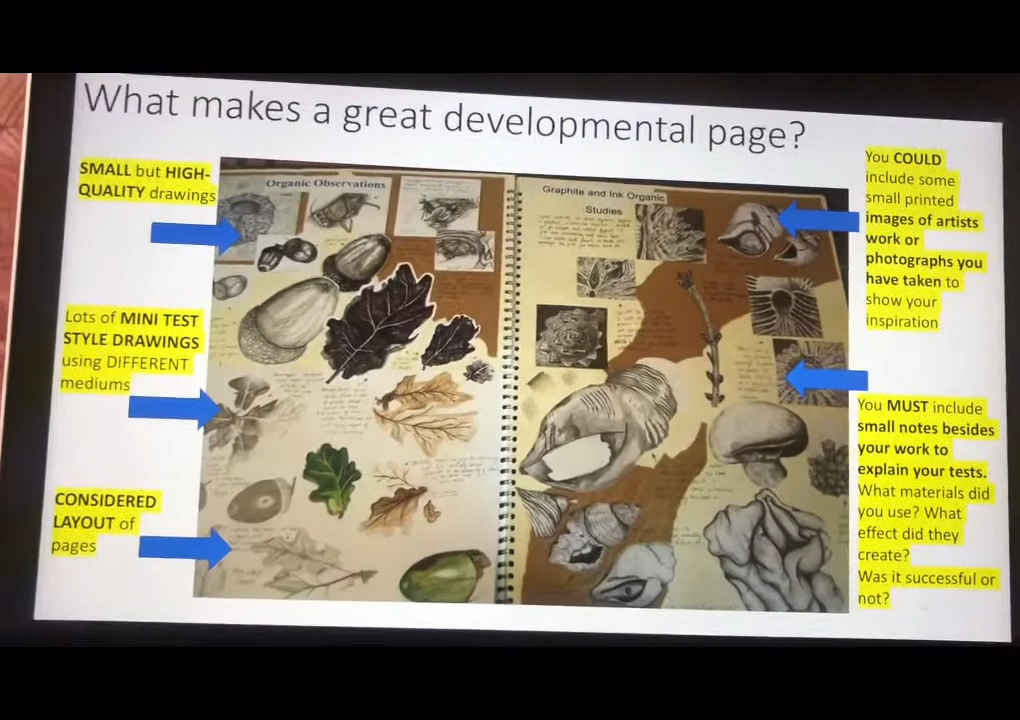 What makes a great developmental page?
SMALL but HIGH-
QUALITY drawings
Lots of MINI TEST
STYLE DRAWINGS
using DIFFERENT
mediums
CONSIDERED
LAYOUT of
pages
Organic Observations
Graphite and Ink Organic
Studies
You COULD
include some
small printed
images of artists
work or
photographs you
have taken to
show your
inspiration
You MUST include
small notes besides
your work to
explain your tests.
What materials did
you use? What
effect did they
create?
Was it successful or
not?